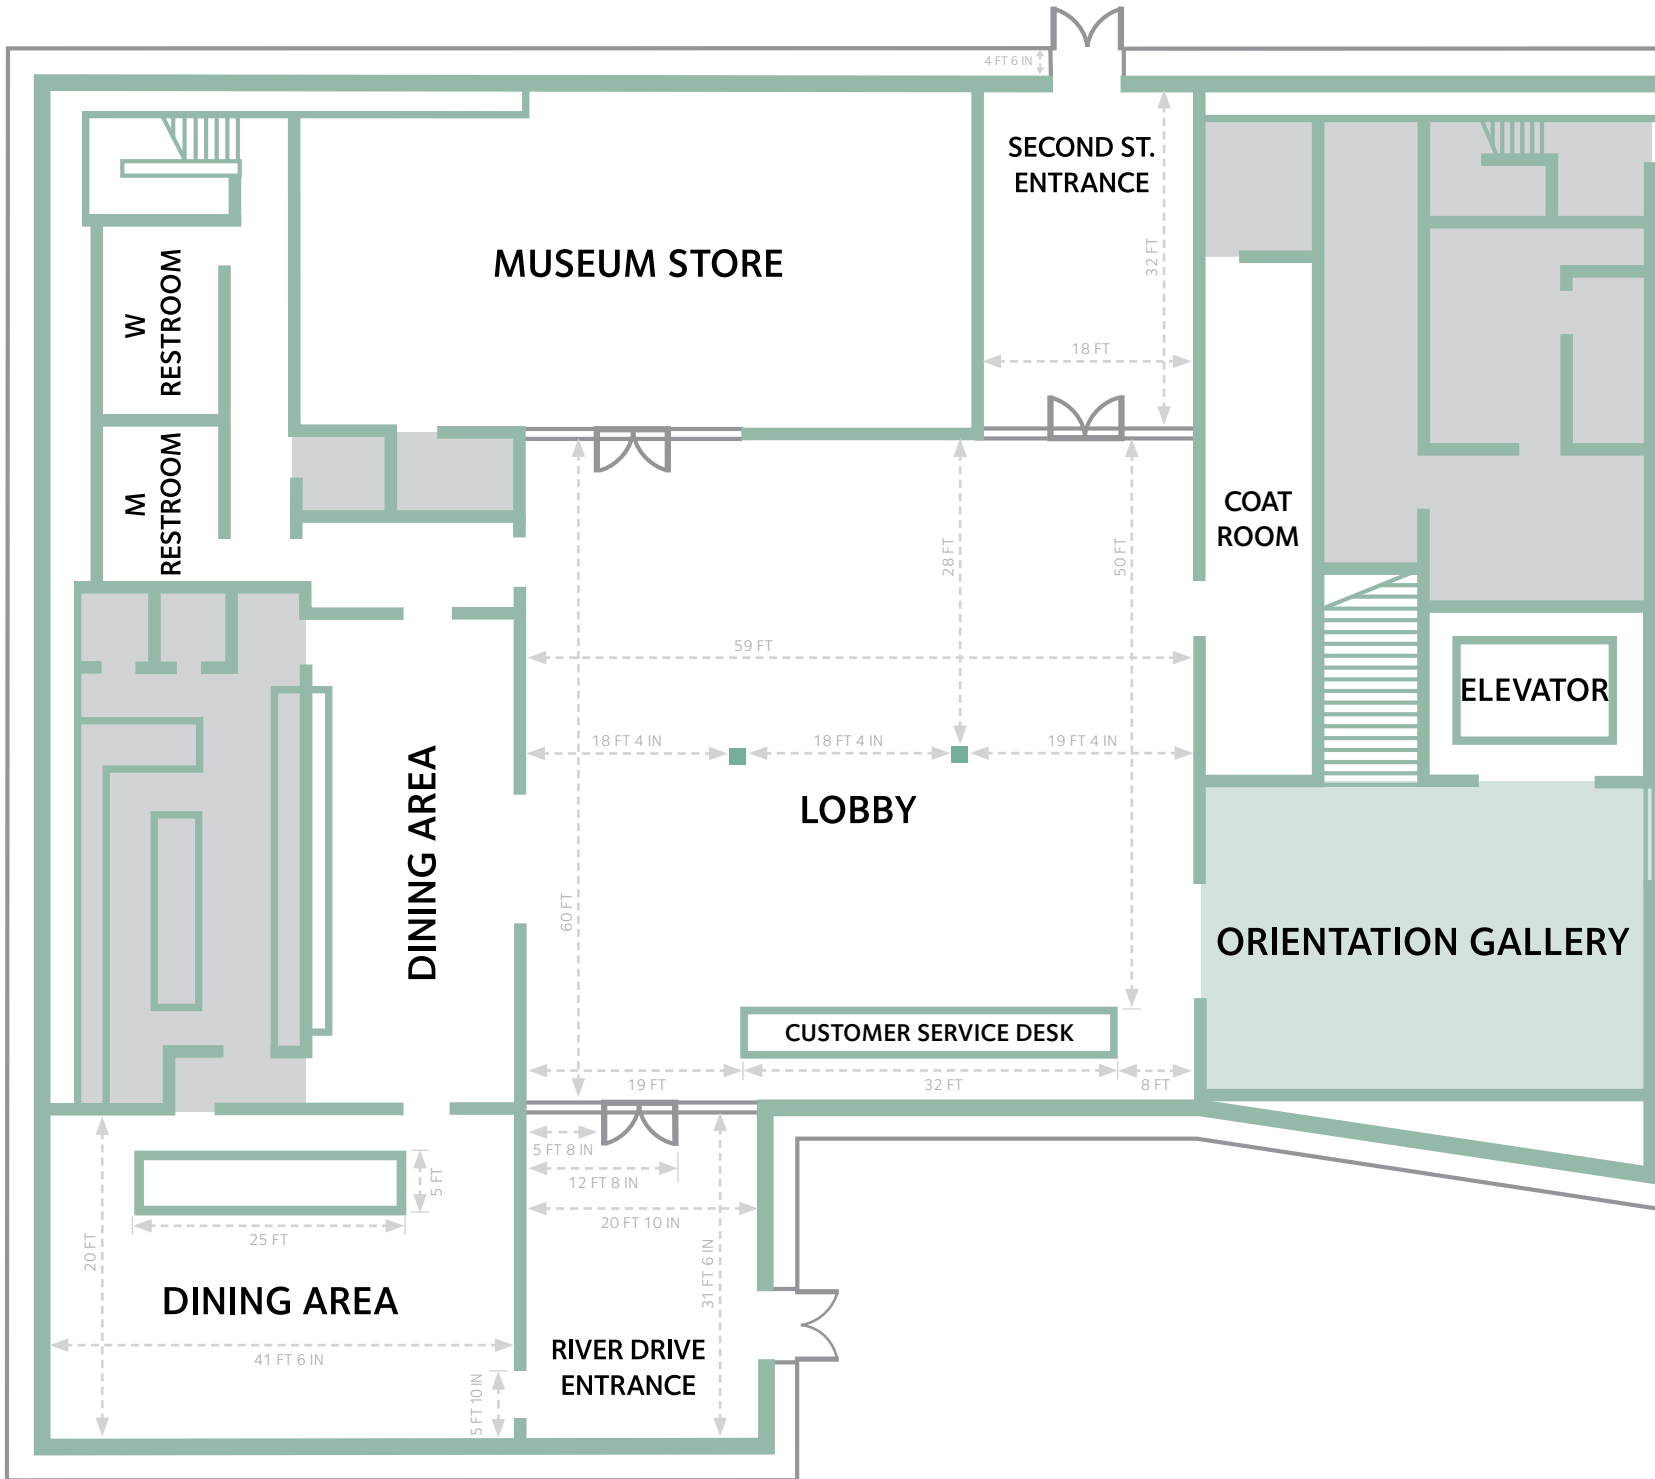 4 FT 6 IN
SECOND ST.
ENTRANCE
MUSEUM STORE
32 FT
W
RESTROOM
18 FT
M
RESTROOM
COAT
ROOM
28 FT
50 FT
59 FT
ELEVATOR
18 FT 4 IN
18 FT 4 IN
19 FT 4 IN
LOBBY
DINING AREA
60 FT
ORIENTATION GALLERY
CUSTOMER SERVICE DESK
19 FT
32 FT
8 FT
5 FT 8 IN
12 FT 8 IN
5 FT
20 FT 10 IN
25 FT
20 FT
31 FT 6 IN
DINING AREA
RIVER DRIVE
ENTRANCE
41 FT 6 IN
5 FT 10 IN